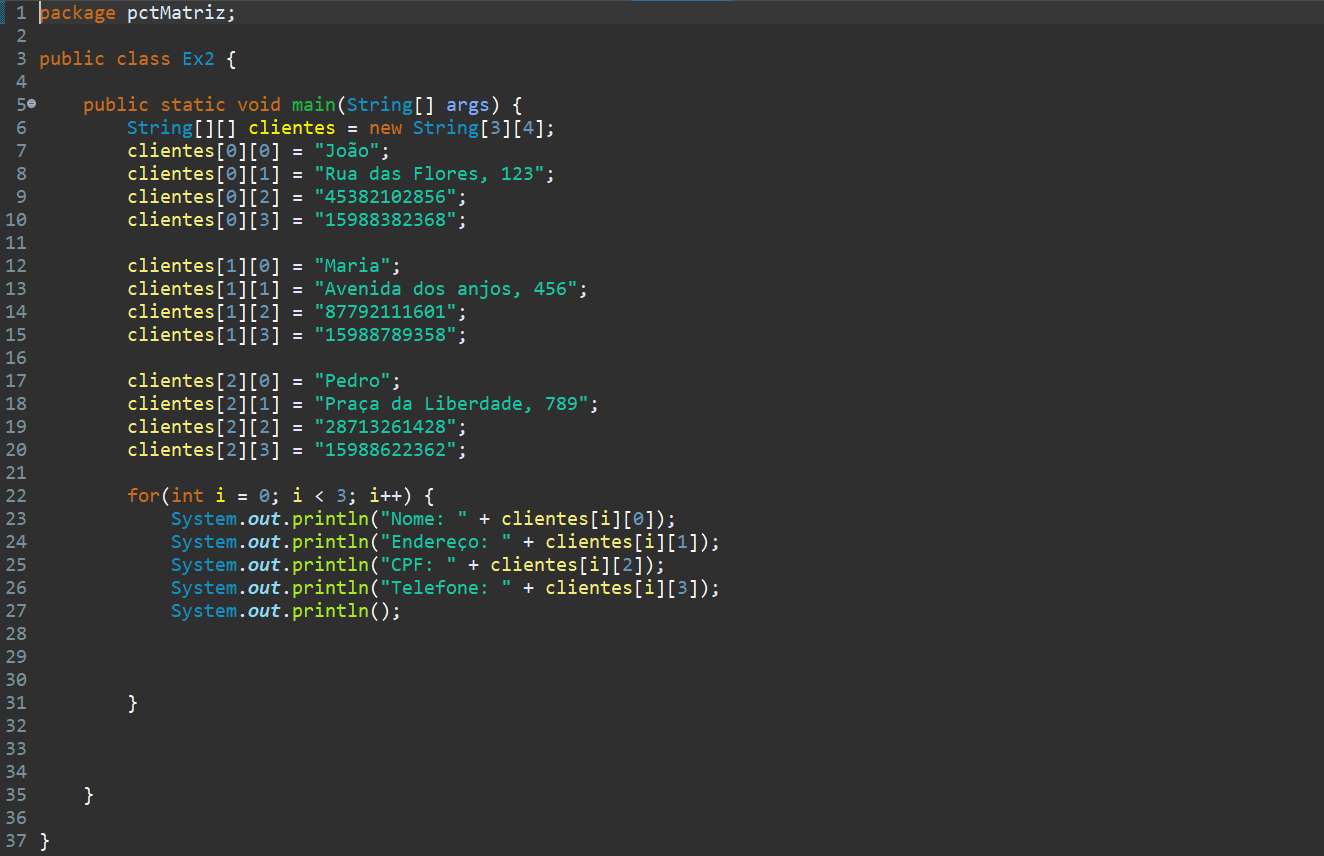 1 package pctMatriz;
2
3 public class Ex2 {
4
5 public static void main(String[] args) {
6 String[][] clientes = new String[3][4];
7 clientes[0][0] = "João";
8 clientes[0][1] = "Rua das Flores, 123";
9 clientes[0][2] = "45382102856";
10 clientes[0][3] = "15988382368";
11
12 clientes[1][0] = "Maria";
13 clientes[1][1] = "Avenida dos anjos, 456";
14 clientes[1][2] = "87792111601";
15 clientes[1][3] = "15988789358";
16
17 clientes[2][0] = "Pedro";
18 clientes[2][1] = "Praça da Liberdade, 789";
19 clientes[2][2] = "28713261428";
20 clientes[2][3] = "15988622362";
21
22 for(int i = 0; i < 3; i++) {
23 System.out.println("Nome: " + clientes[i][0]);
24 System.out.println("Endereço: " + clientes[i][1]);
25 System.out.println("CPF: " + clientes[i][2]);
26 System.out.println("Telefone: " + clientes[i][3]);
27 System.out.println();
28
29
30
31 }
32
33
34
35 }
36
37 }